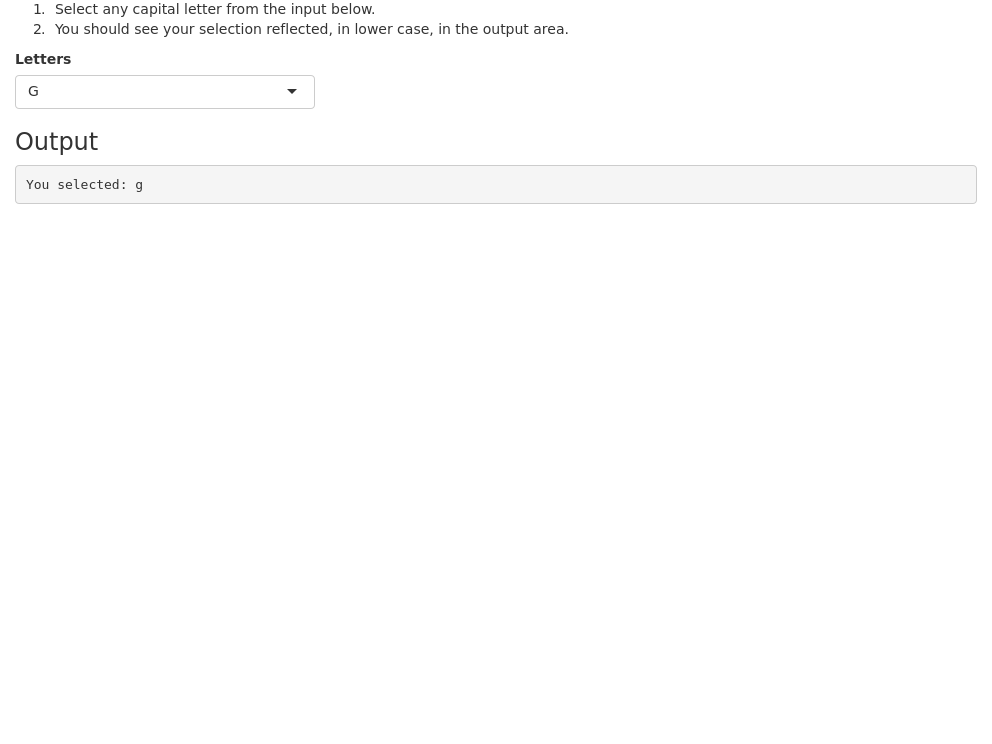 1. Select any capital letter from the input below.
2. You should see your selection reflected, in lower case, in the output area.
Letters
G
Output
You selected: g